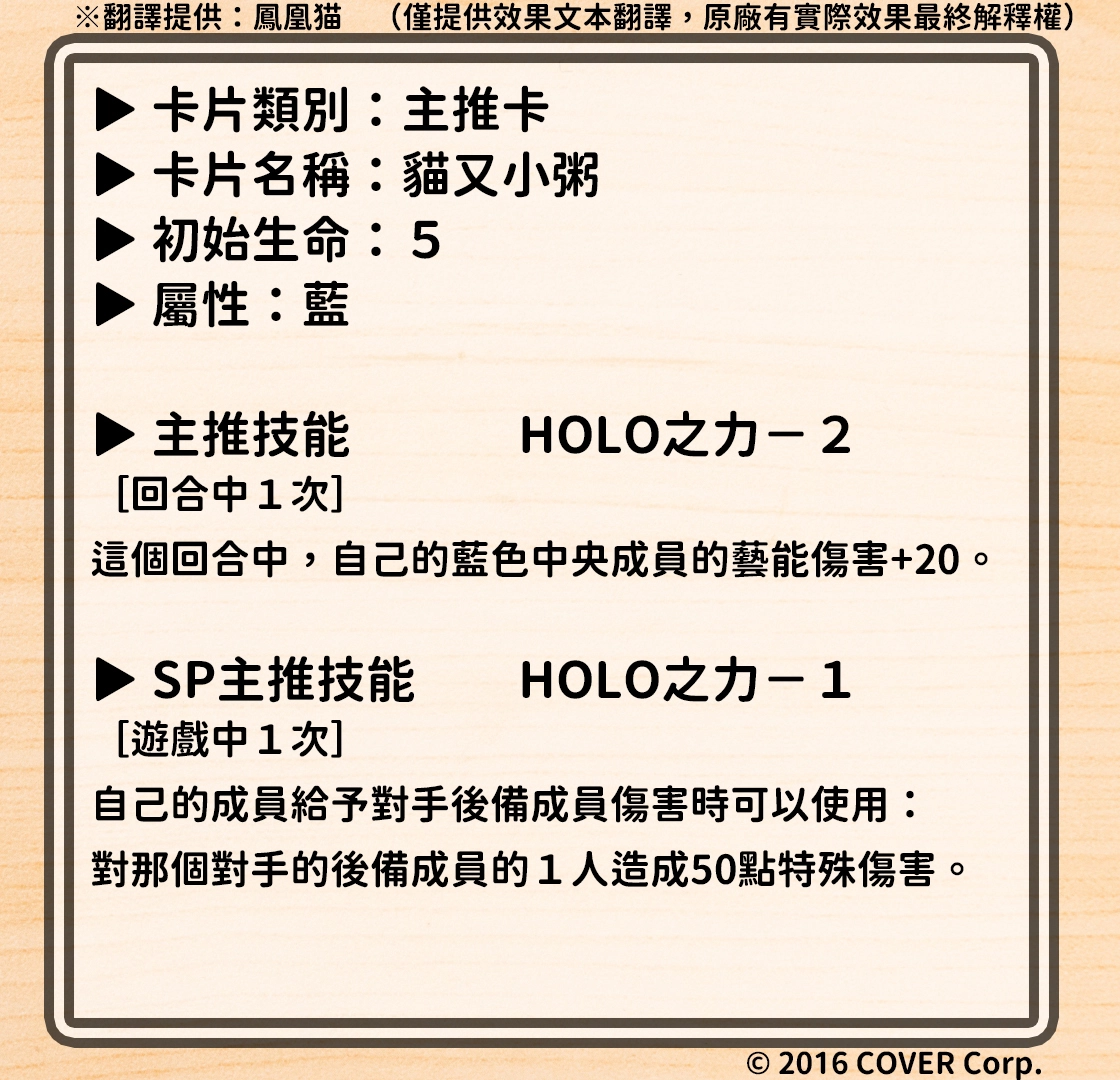 ※翻譯提供：鳳凰猫　（僅提供效果文本翻譯，原廠有實際效果最終解釋權）
▶ 卡片類別：主推卡
▶ 卡片名稱：貓又小粥
▶ 初始生命：５
▶ 屬性：藍
▶ 主推技能　　　HOLO之力－２
［回合中１次］
這個回合中，自己的藍色中央成員的藝能傷害+20。
▶ SP主推技能　　HOLO之力－１
［遊戲中１次］
自己的成員給予對手後備成員傷害時可以使用：
對那個對手的後備成員的１人造成50點特殊傷害。
© 2016 COVER Corp.